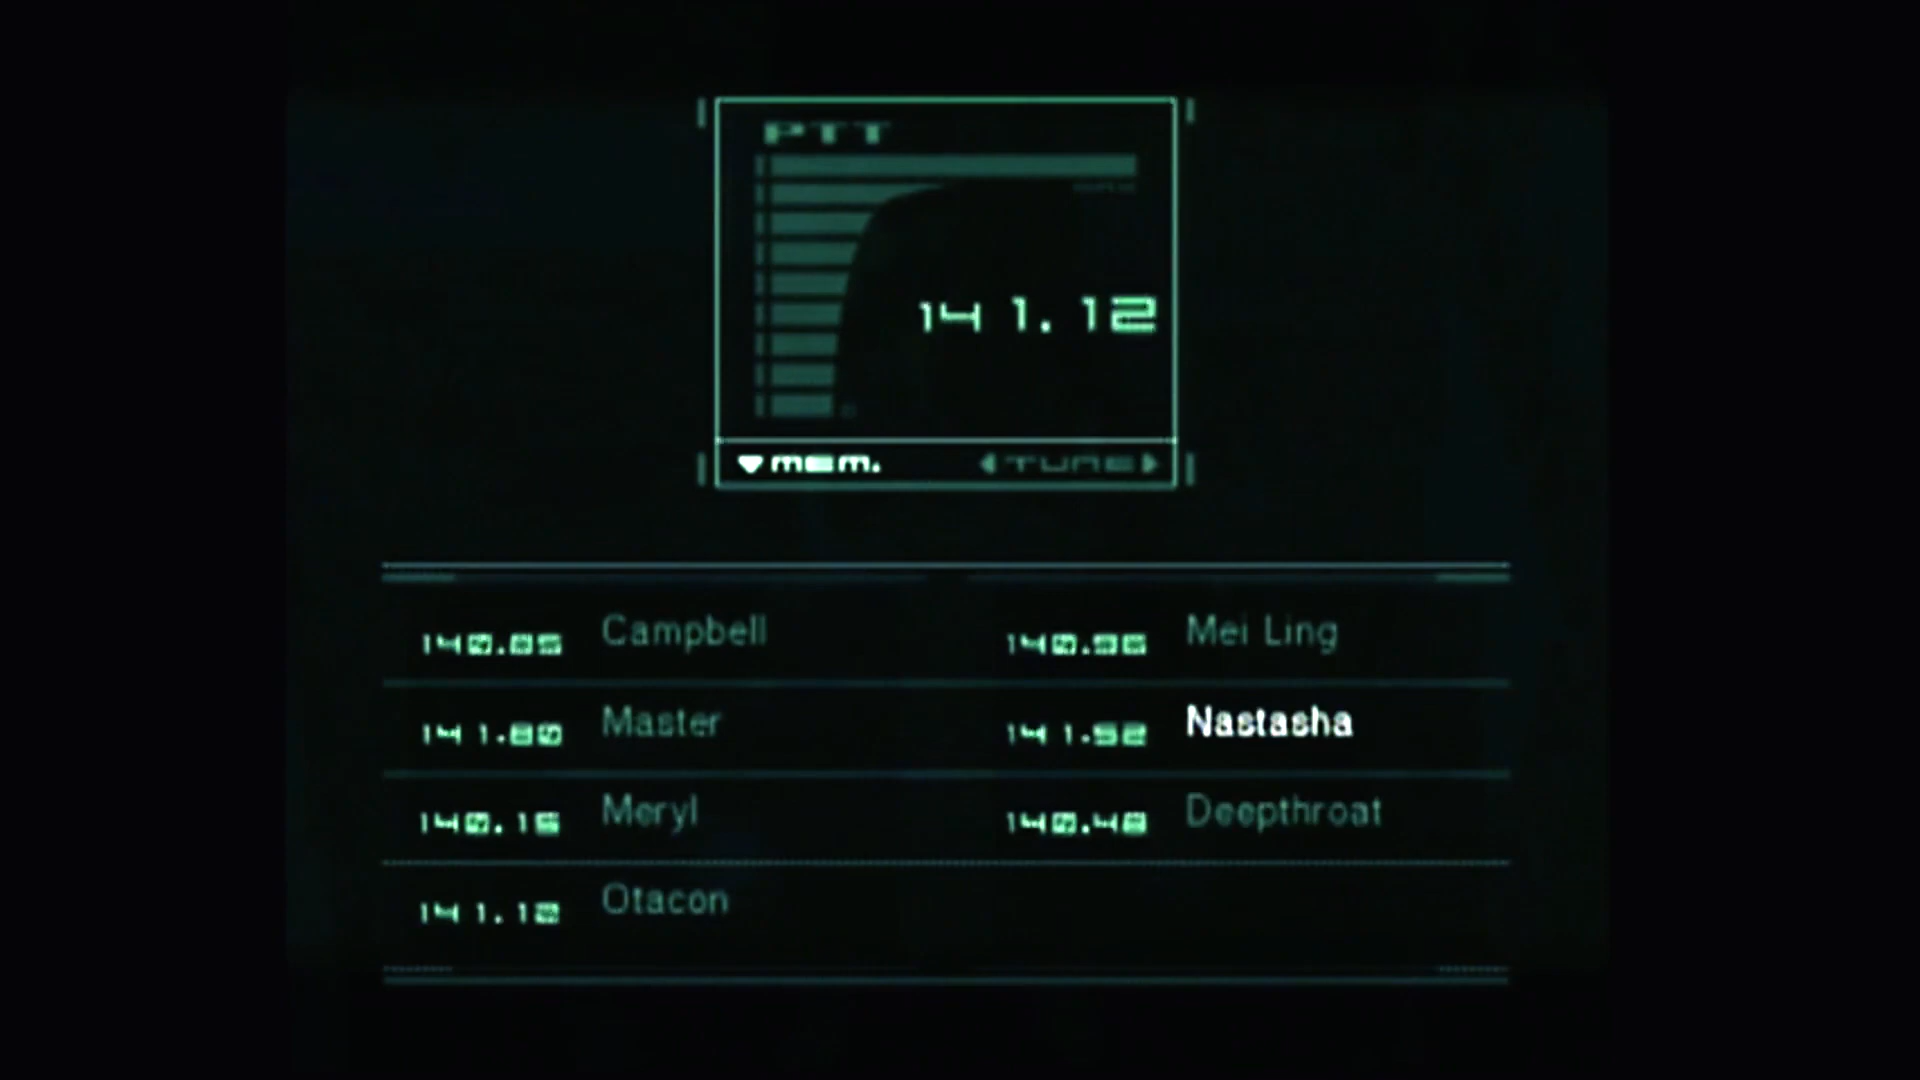 PTT
141.12
mem.
TUNE
140.85 Campbell
140.96 Mei Ling
141.80 Master
141.52 Nastasha
140.15 Meryl
140.48 Deepthroat
141.12 Otacon